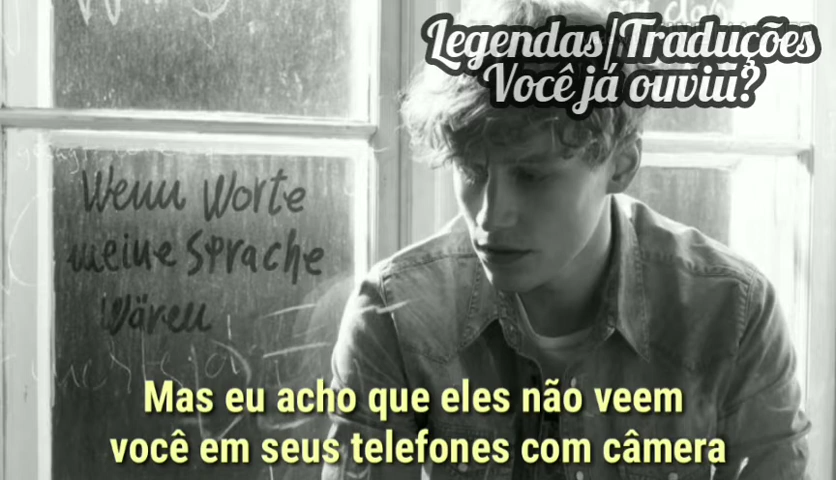 Legendas/Traduções
Você já ouviu?
Wenn Worte
meine Sprache
Wären
Mas eu acho que eles não veem
você em seus telefones com câmera